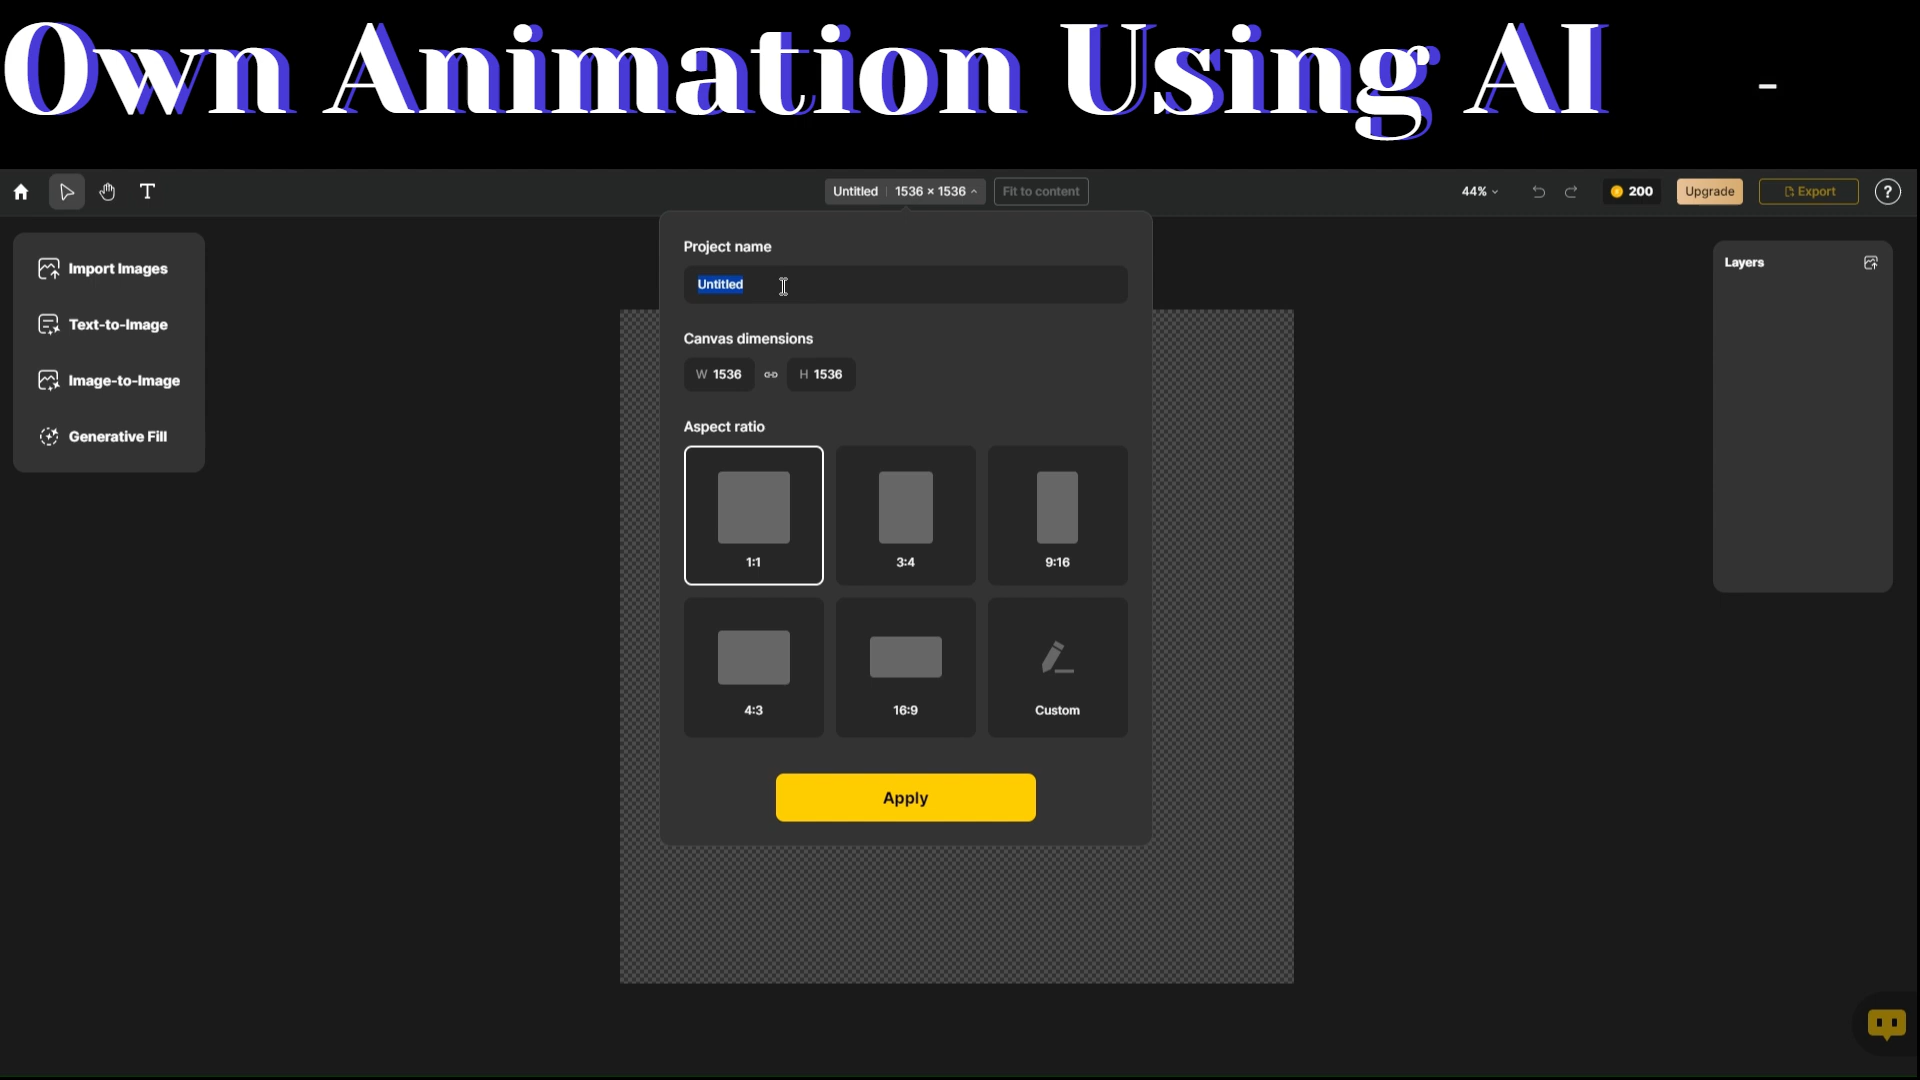 Own Animation Using AI -
Untitled 1536 × 1536
Fit to content
44%
200
Upgrade
Export
?
Import Images
Text-to-Image
Image-to-Image
Generative Fill
Project name
Untitled
Canvas dimensions
W 1536 H 1536
Aspect ratio
1:1 3:4 9:16
4:3 16:9 Custom
Apply
Layers